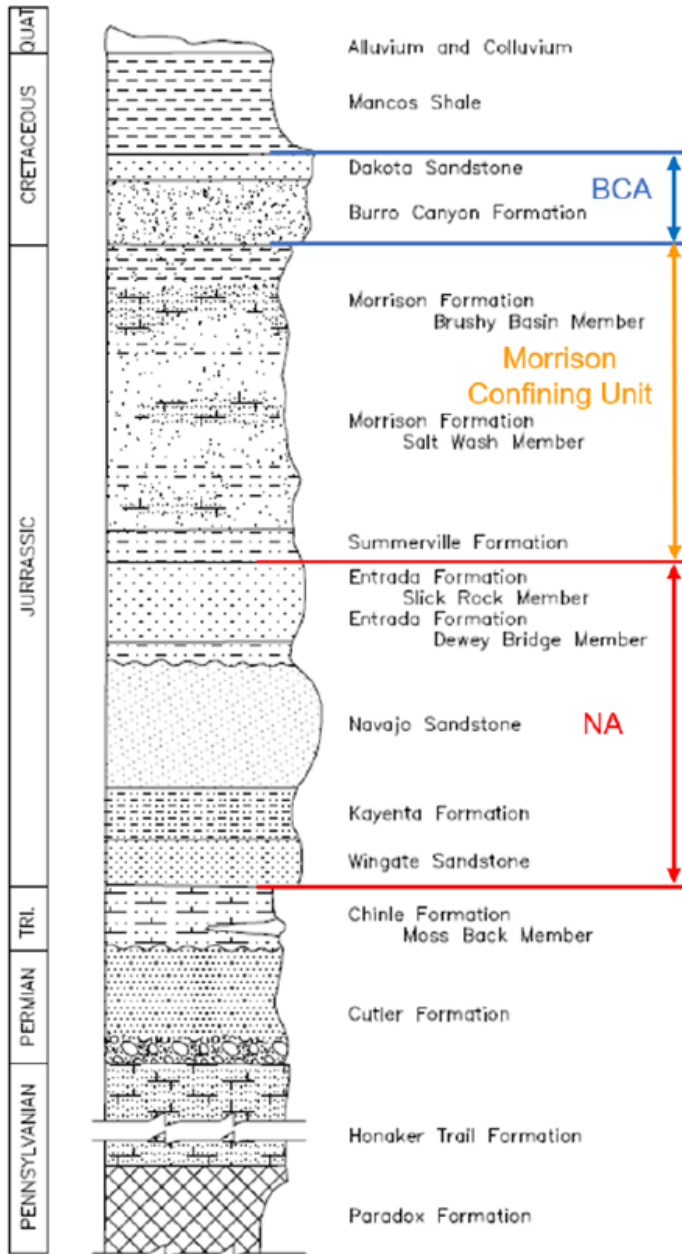 QUAT
Alluvium and Colluvium
CRETACEOUS
Mancos Shale
Dakota Sandstone
BCA
Burro Canyon Formation
JURRASSIC
Morrison Formation
Brushy Basin Member
Morrison
Confining Unit
Morrison Formation
Salt Wash Member
Summerville Formation
Entrada Formation
Slick Rock Member
Entrada Formation
Dewey Bridge Member
Navajo Sandstone
NA
Kayenta Formation
Wingate Sandstone
TRI.
Chinle Formation
Moss Back Member
PERMIAN
Cutler Formation
PENNSYLVANIAN
Honaker Trail Formation
Paradox Formation